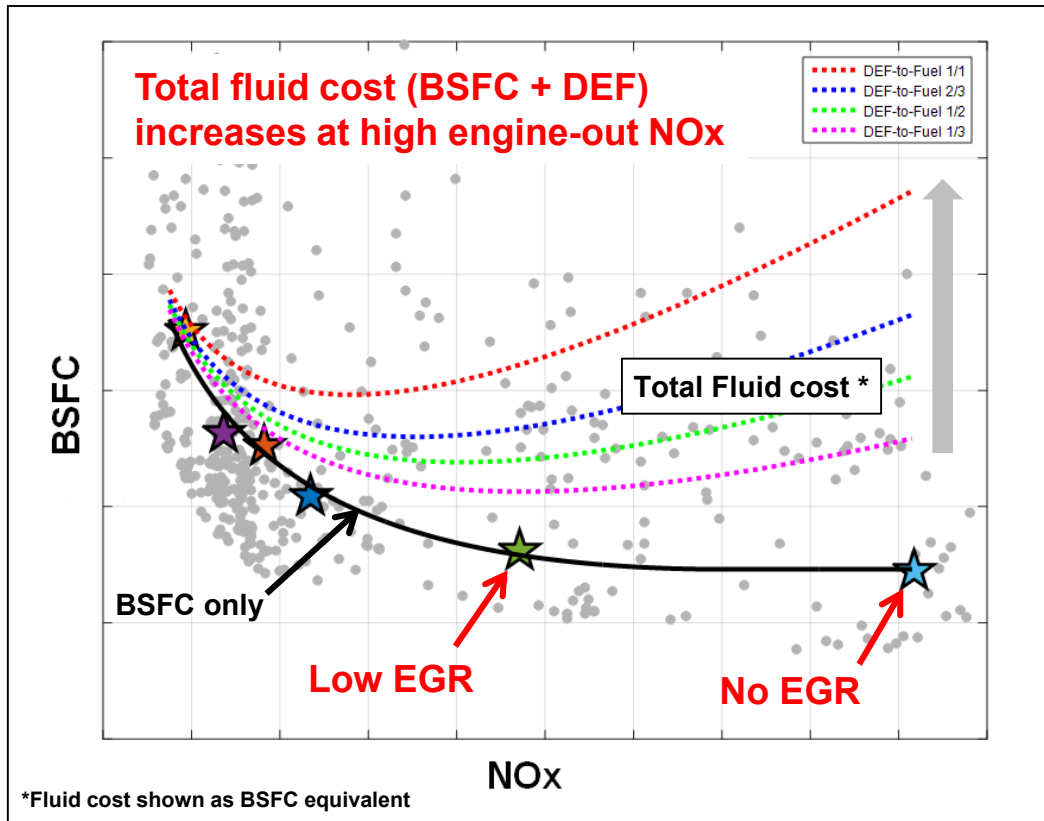 Total fluid cost (BSFC + DEF)
increases at high engine-out NOx
DEF-to-Fuel 1/1
DEF-to-Fuel 2/3
DEF-to-Fuel 1/2
DEF-to-Fuel 1/3
Total Fluid cost *
BSFC
BSFC only
Low EGR
No EGR
NOx
*Fluid cost shown as BSFC equivalent